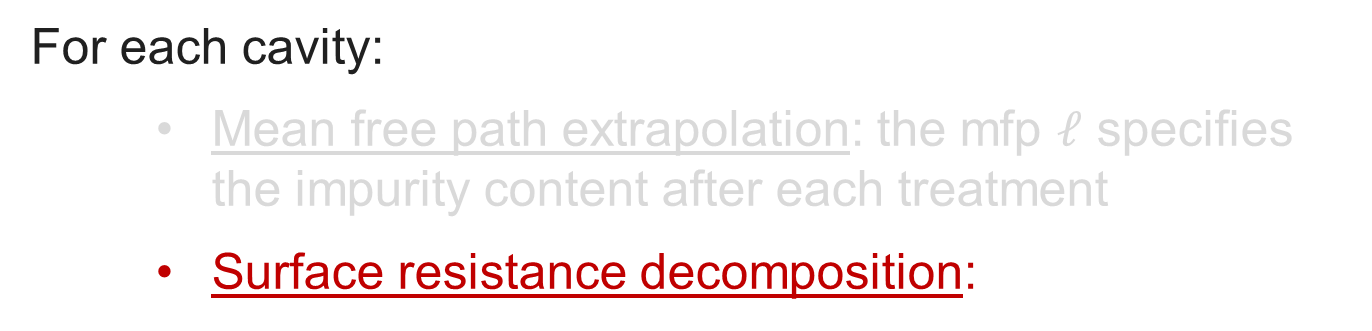 For each cavity:
• Mean free path extrapolation: the mfp ℓ specifies
the impurity content after each treatment
• Surface resistance decomposition: